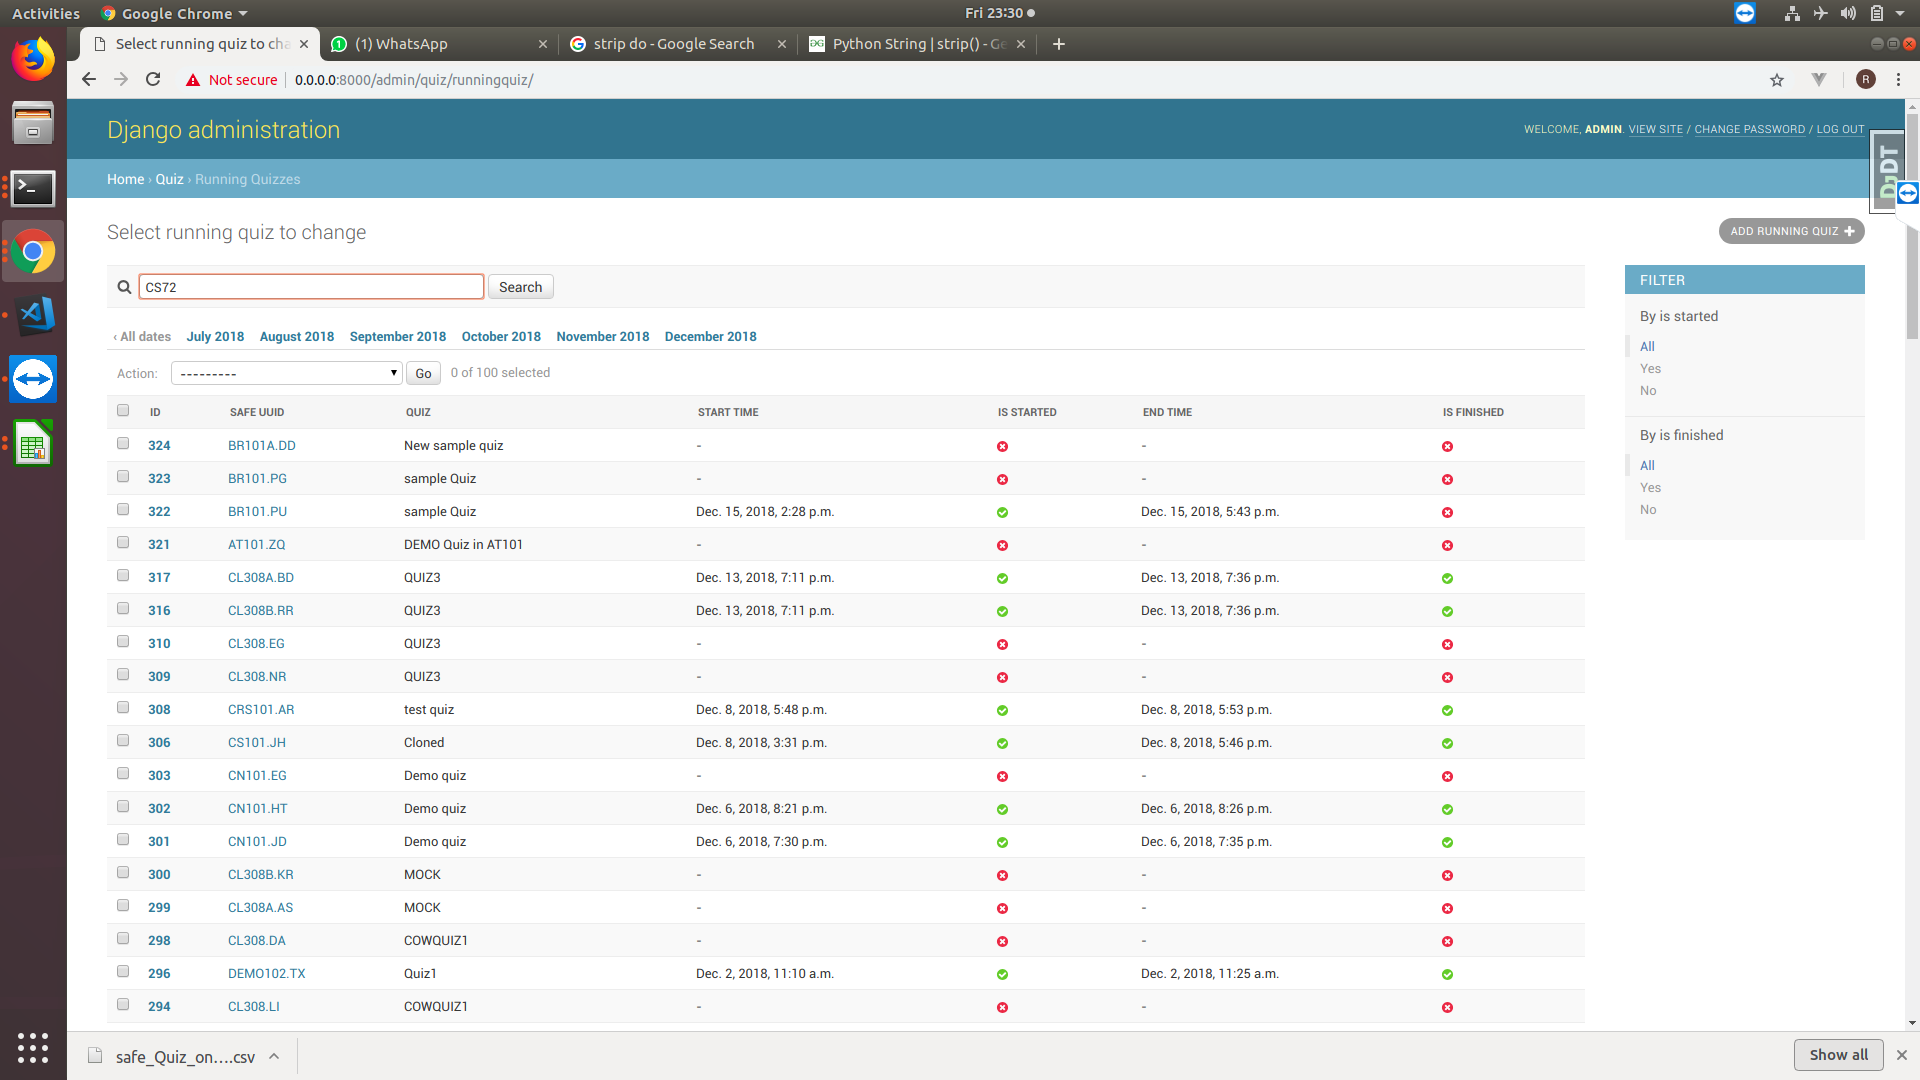 Activities Google Chrome Fri 23:30
Select running quiz to cha (1) WhatsApp strip do - Google Search Python String | strip() - Ge
Not secure 0.0.0.0:8000/admin/quiz/runningquiz/ R
Django administration WELCOME, ADMIN. VIEW SITE / CHANGE PASSWORD / LOG OUT
DJDT
Home › Quiz › Running Quizzes
Select running quiz to change ADD RUNNING QUIZ +
CS72 Search
‹ All dates July 2018 August 2018 September 2018 October 2018 November 2018 December 2018
Action: --------- Go 0 of 100 selected
ID SAFE UUID QUIZ START TIME IS STARTED END TIME IS FINISHED
324 BR101A.DD New sample quiz - -
323 BR101.PG sample Quiz - -
322 BR101.PU sample Quiz Dec. 15, 2018, 2:28 p.m. Dec. 15, 2018, 5:43 p.m.
321 AT101.ZQ DEMO Quiz in AT101 - -
317 CL308A.BD QUIZ3 Dec. 13, 2018, 7:11 p.m. Dec. 13, 2018, 7:36 p.m.
316 CL308B.RR QUIZ3 Dec. 13, 2018, 7:11 p.m. Dec. 13, 2018, 7:36 p.m.
310 CL308.EG QUIZ3 - -
309 CL308.NR QUIZ3 - -
308 CRS101.AR test quiz Dec. 8, 2018, 5:48 p.m. Dec. 8, 2018, 5:53 p.m.
306 CS101.JH Cloned Dec. 8, 2018, 3:31 p.m. Dec. 8, 2018, 5:46 p.m.
303 CN101.EG Demo quiz - -
302 CN101.HT Demo quiz Dec. 6, 2018, 8:21 p.m. Dec. 6, 2018, 8:26 p.m.
301 CN101.JD Demo quiz Dec. 6, 2018, 7:30 p.m. Dec. 6, 2018, 7:35 p.m.
300 CL308B.KR MOCK - -
299 CL308A.AS MOCK - -
298 CL308.DA COWQUIZ1 - -
296 DEMO102.TX Quiz1 Dec. 2, 2018, 11:10 a.m. Dec. 2, 2018, 11:25 a.m.
294 CL308.LI COWQUIZ1 - -
FILTER
By is started
All
Yes
No
By is finished
All
Yes
No
safe_Quiz_on....csv Show all